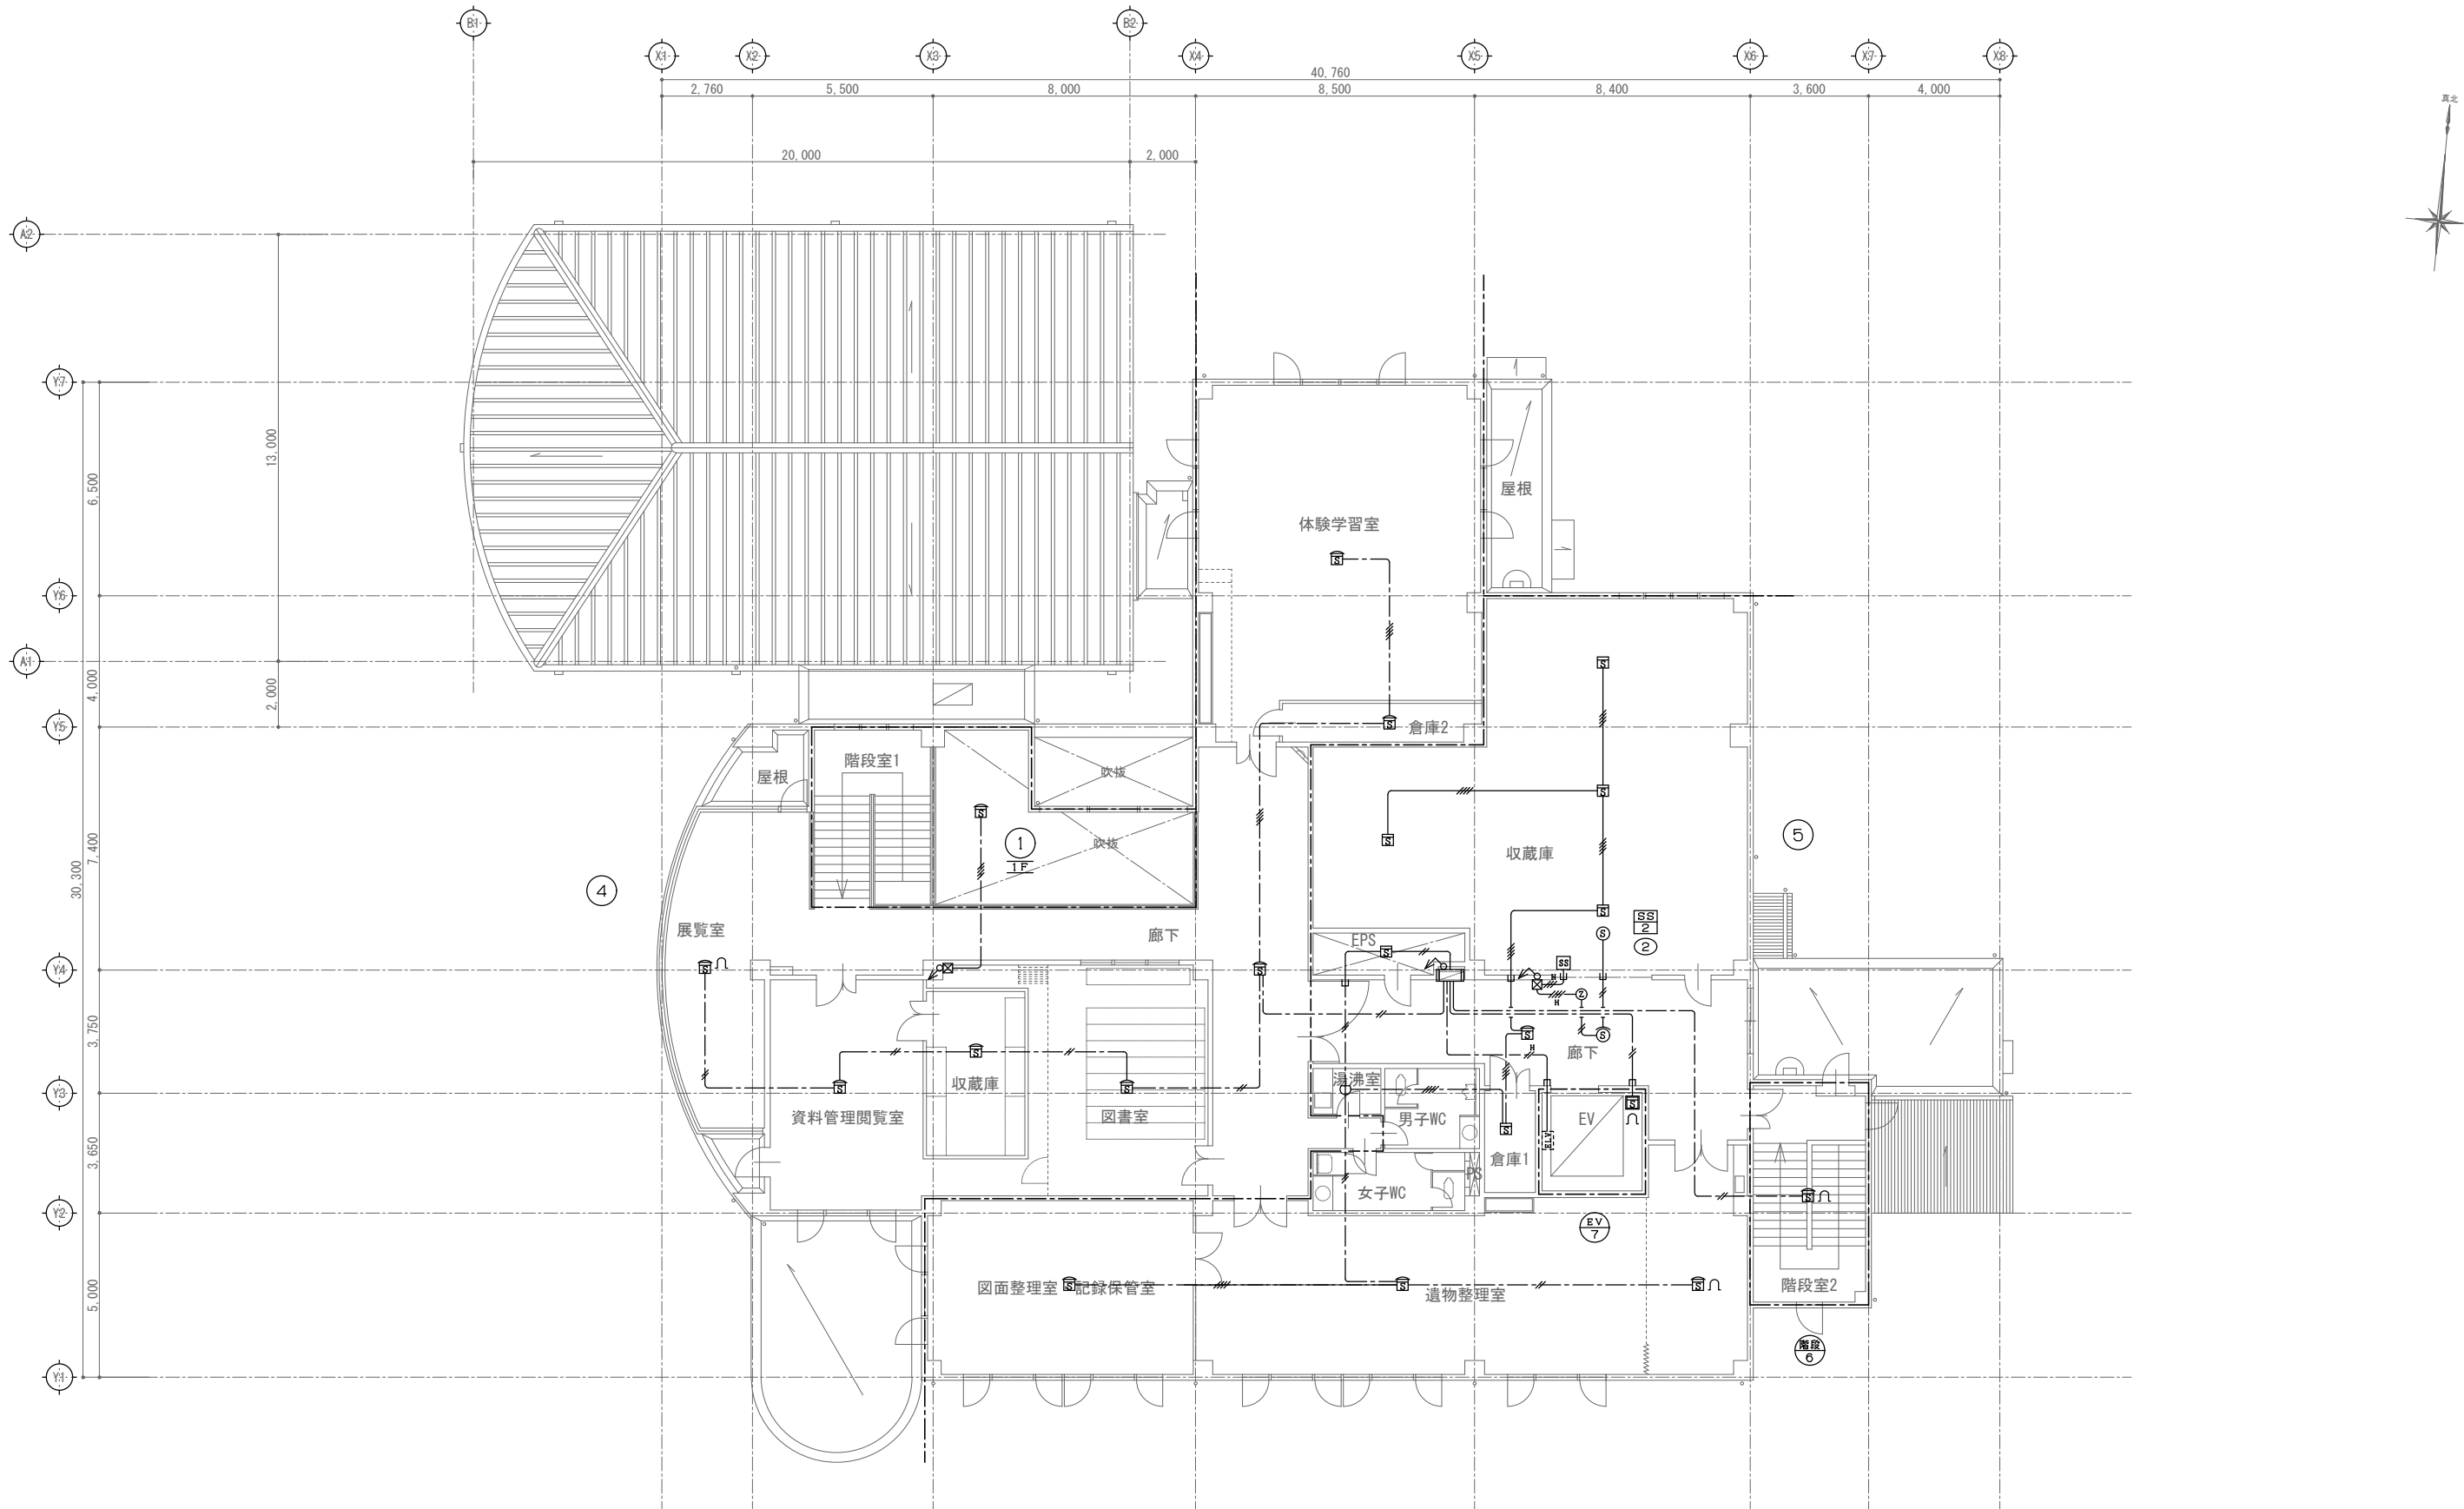 B1
B2
X1
X2
X3
X4
X5
X6
X7
X8
40,760
2,760
5,500
8,000
8,500
8,400
3,600
4,000
真北
20,000
2,000
A2
Y7
13,000
6,500
屋根
体験学習室
Y6
A1
4,000
2,000
Y5
倉庫2
階段室1
吹抜
屋根
1
1F
吹抜
収蔵庫
5
7,400
30,300
4
展覧室
廊下
EPS
SS
2
2
S
Y4
SS
H
Z
H
S
3,750
廊下
H
湯沸室
収蔵庫
Y3
資料管理閲覧室
図書室
男子WC
EV
ELV
3,650
倉庫1
PS
女子WC
Y2
EV
7
図面整理室
記録保管室
遺物整理室
階段室2
5,000
階段
6
Y1